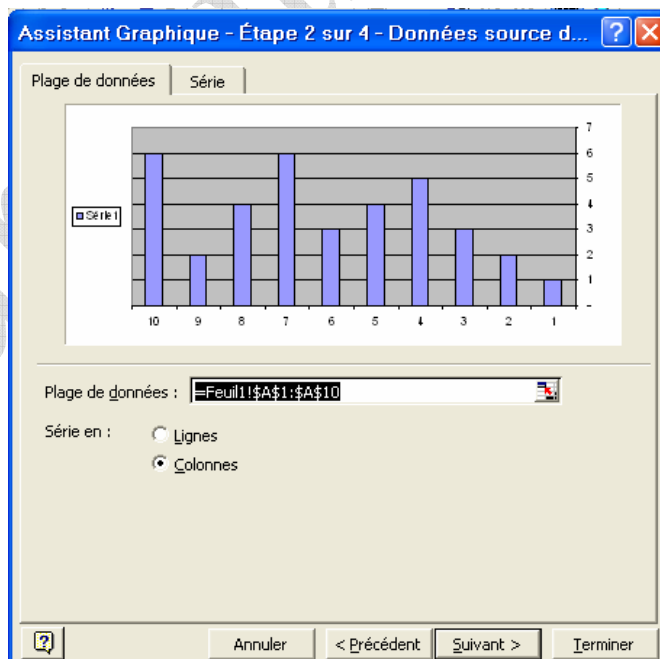 Assistant Graphique - Étape 2 sur 4 - Données source d...
Plage de données
Série
7
6
5
4
3
2
1
-
Série1
10 9 8 7 6 5 4 3 2 1
Plage de données : =Feuil1!$A$1:$A$10
Série en :
Lignes
Colonnes
Annuler
< Précédent
Suivant >
Terminer